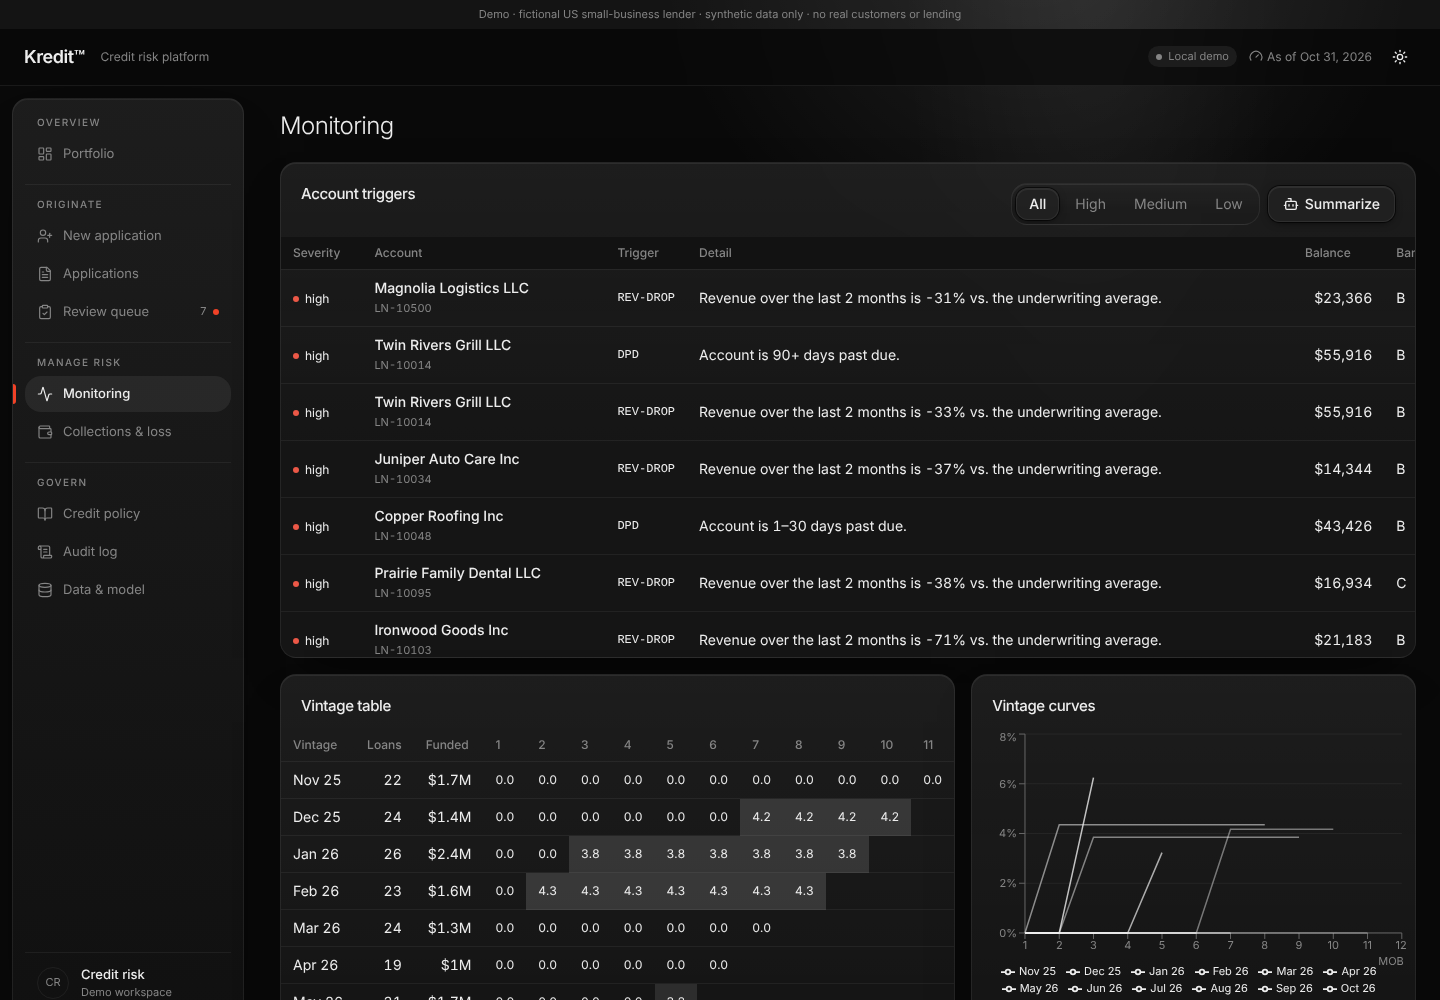 Demo · fictional US small-business lender · synthetic data only · no real customers or lending
Kredit™ Credit risk platform Local demo As of Oct 31, 2026
OVERVIEW
Portfolio
ORIGINATE
New application
Applications
Review queue 7
MANAGE RISK
Monitoring
Collections & loss
GOVERN
Credit policy
Audit log
Data & model
CR Credit risk
Demo workspace
Monitoring
Account triggers All High Medium Low Summarize
Severity Account Trigger Detail Balance
high Magnolia Logistics LLC REV-DROP Revenue over the last 2 months is -31% vs. the underwriting average. $23,366 B
LN-10500
high Twin Rivers Grill LLC DPD Account is 90+ days past due. $55,916 B
LN-10014
high Twin Rivers Grill LLC REV-DROP Revenue over the last 2 months is -33% vs. the underwriting average. $55,916 B
LN-10014
high Juniper Auto Care Inc REV-DROP Revenue over the last 2 months is -37% vs. the underwriting average. $14,344 B
LN-10034
high Copper Roofing Inc DPD Account is 1–30 days past due. $43,426 B
LN-10048
high Prairie Family Dental LLC REV-DROP Revenue over the last 2 months is -38% vs. the underwriting average. $16,934 C
LN-10095
high Ironwood Goods Inc REV-DROP Revenue over the last 2 months is -71% vs. the underwriting average. $21,183 B
LN-10103
Vintage table
Vintage Loans Funded 1 2 3 4 5 6 7 8 9 10 11
Nov 25 22 $1.7M 0.0 0.0 0.0 0.0 0.0 0.0 0.0 0.0 0.0 0.0 0.0
Dec 25 24 $1.4M 0.0 0.0 0.0 0.0 0.0 0.0 4.2 4.2 4.2 4.2
Jan 26 26 $2.4M 0.0 0.0 3.8 3.8 3.8 3.8 3.8 3.8 3.8
Feb 26 23 $1.6M 0.0 4.3 4.3 4.3 4.3 4.3 4.3 4.3
Mar 26 24 $1.3M 0.0 0.0 0.0 0.0 0.0 0.0 0.0
Apr 26 19 $1M 0.0 0.0 0.0 0.0 0.0 0.0
Vintage curves
8%
6%
4%
2%
0%
1 2 3 4 5 6 7 8 9 10 11 12
MOB
Nov 25 Dec 25 Jan 26 Feb 26 Mar 26 Apr 26
May 26 Jun 26 Jul 26 Aug 26 Sep 26 Oct 26